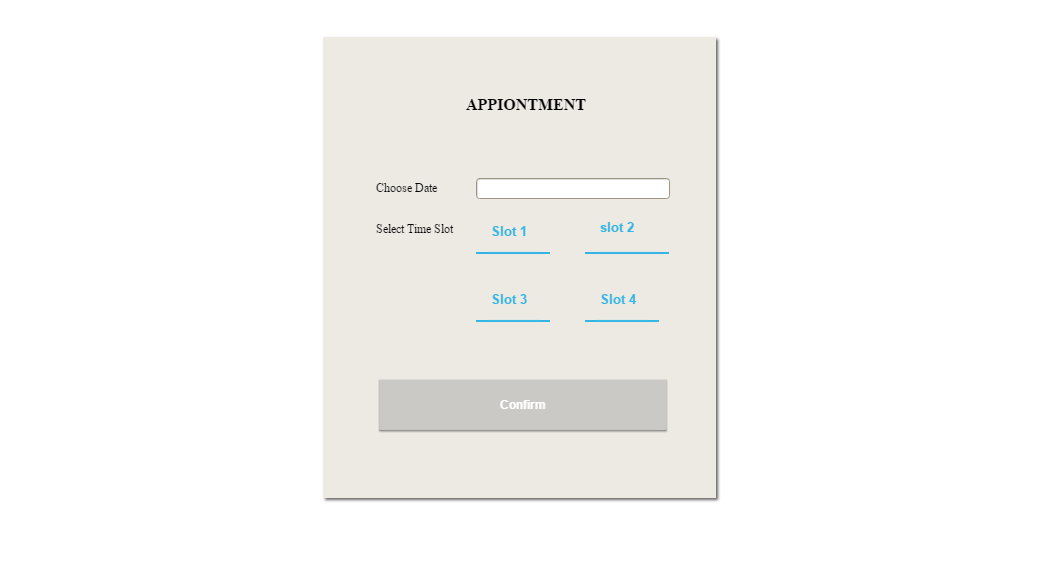 APPIONTMENT
Choose Date
Select Time Slot
Slot 1
slot 2
Slot 3
Slot 4
Confirm